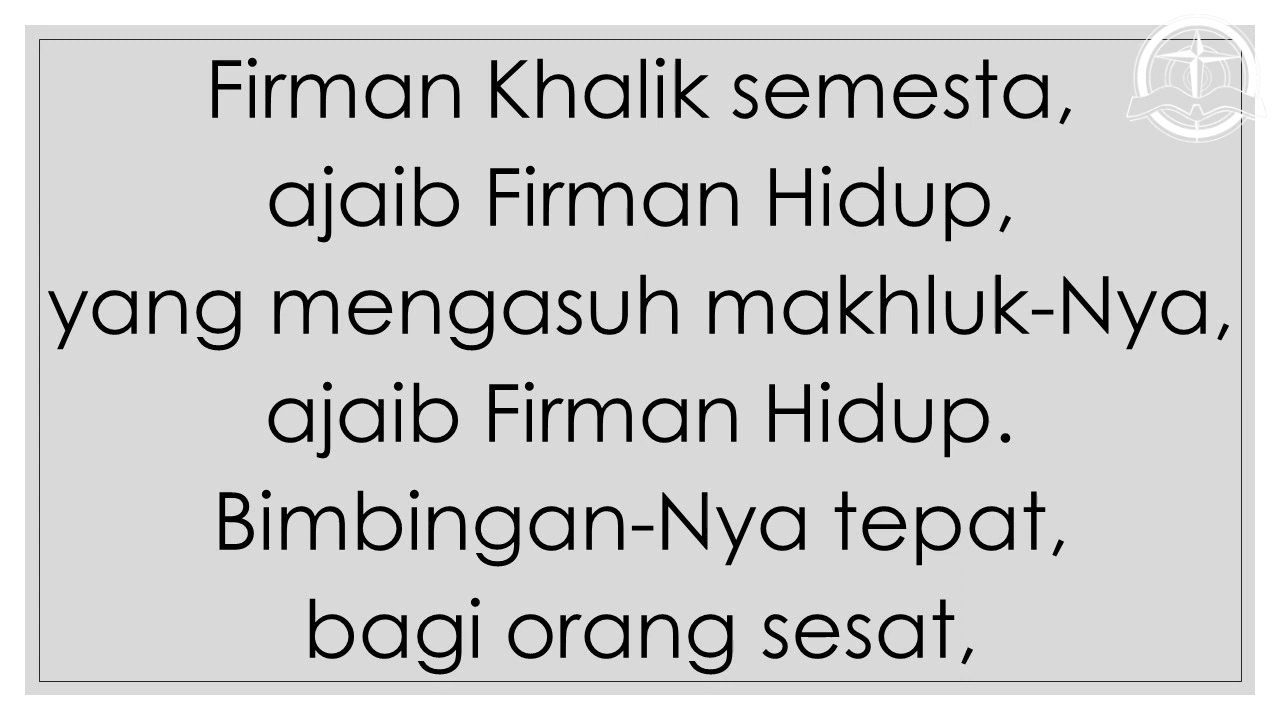 Firman Khalik semesta,
ajaib Firman Hidup,
yang mengasuh makhluk-Nya,
ajaib Firman Hidup.
Bimbingan-Nya tepat,
bagi orang sesat,